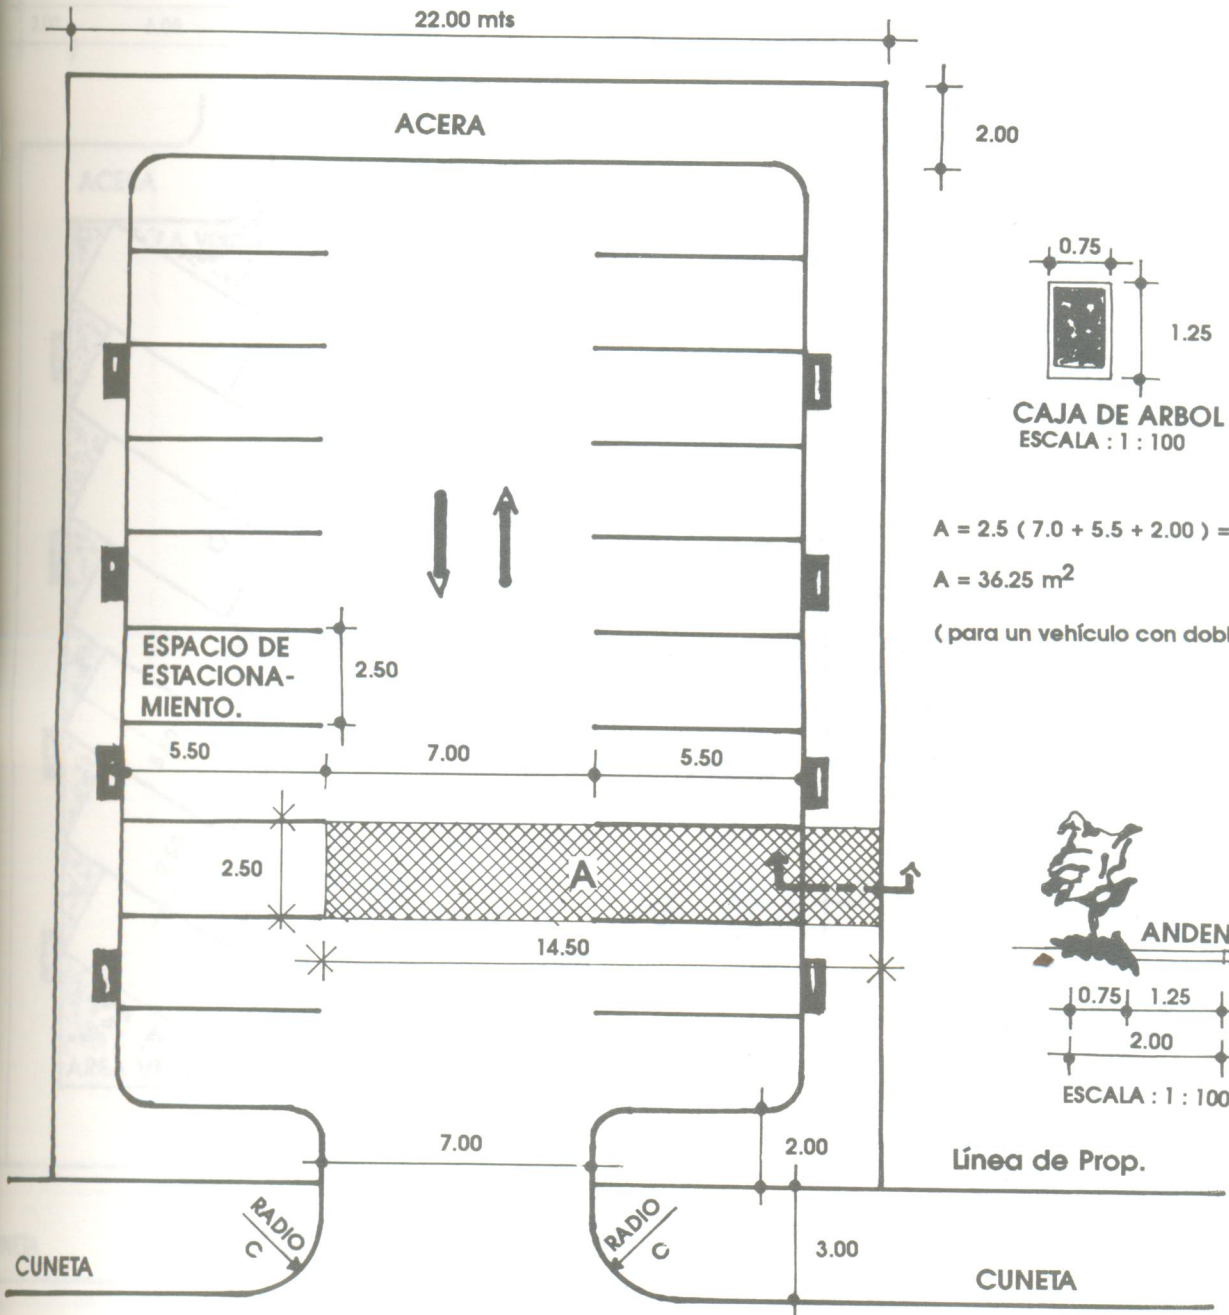 22.00 mts
ACERA
2.00
0.75
1.25
CAJA DE ARBOL
ESCALA : 1 : 100
A = 2.5 ( 7.0 + 5.5 + 2.00 ) =
A = 36.25 m²
( para un vehículo con dobl
ESPACIO DE
ESTACIONA-
MIENTO.
2.50
5.50
7.00
5.50
2.50
A
14.50
ANDEN
0.75
1.25
2.00
ESCALA : 1 : 100
7.00
2.00
Línea de Prop.
RADIO
C
RADIO
C
3.00
CUNETA
CUNETA